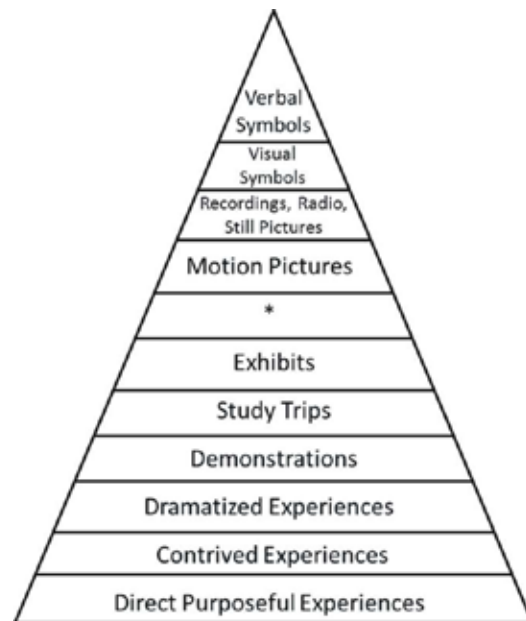 Verbal
Symbols
Visual
Symbols
Recordings, Radio,
Still Pictures
Motion Pictures
*
Exhibits
Study Trips
Demonstrations
Dramatized Experiences
Contrived Experiences
Direct Purposeful Experiences